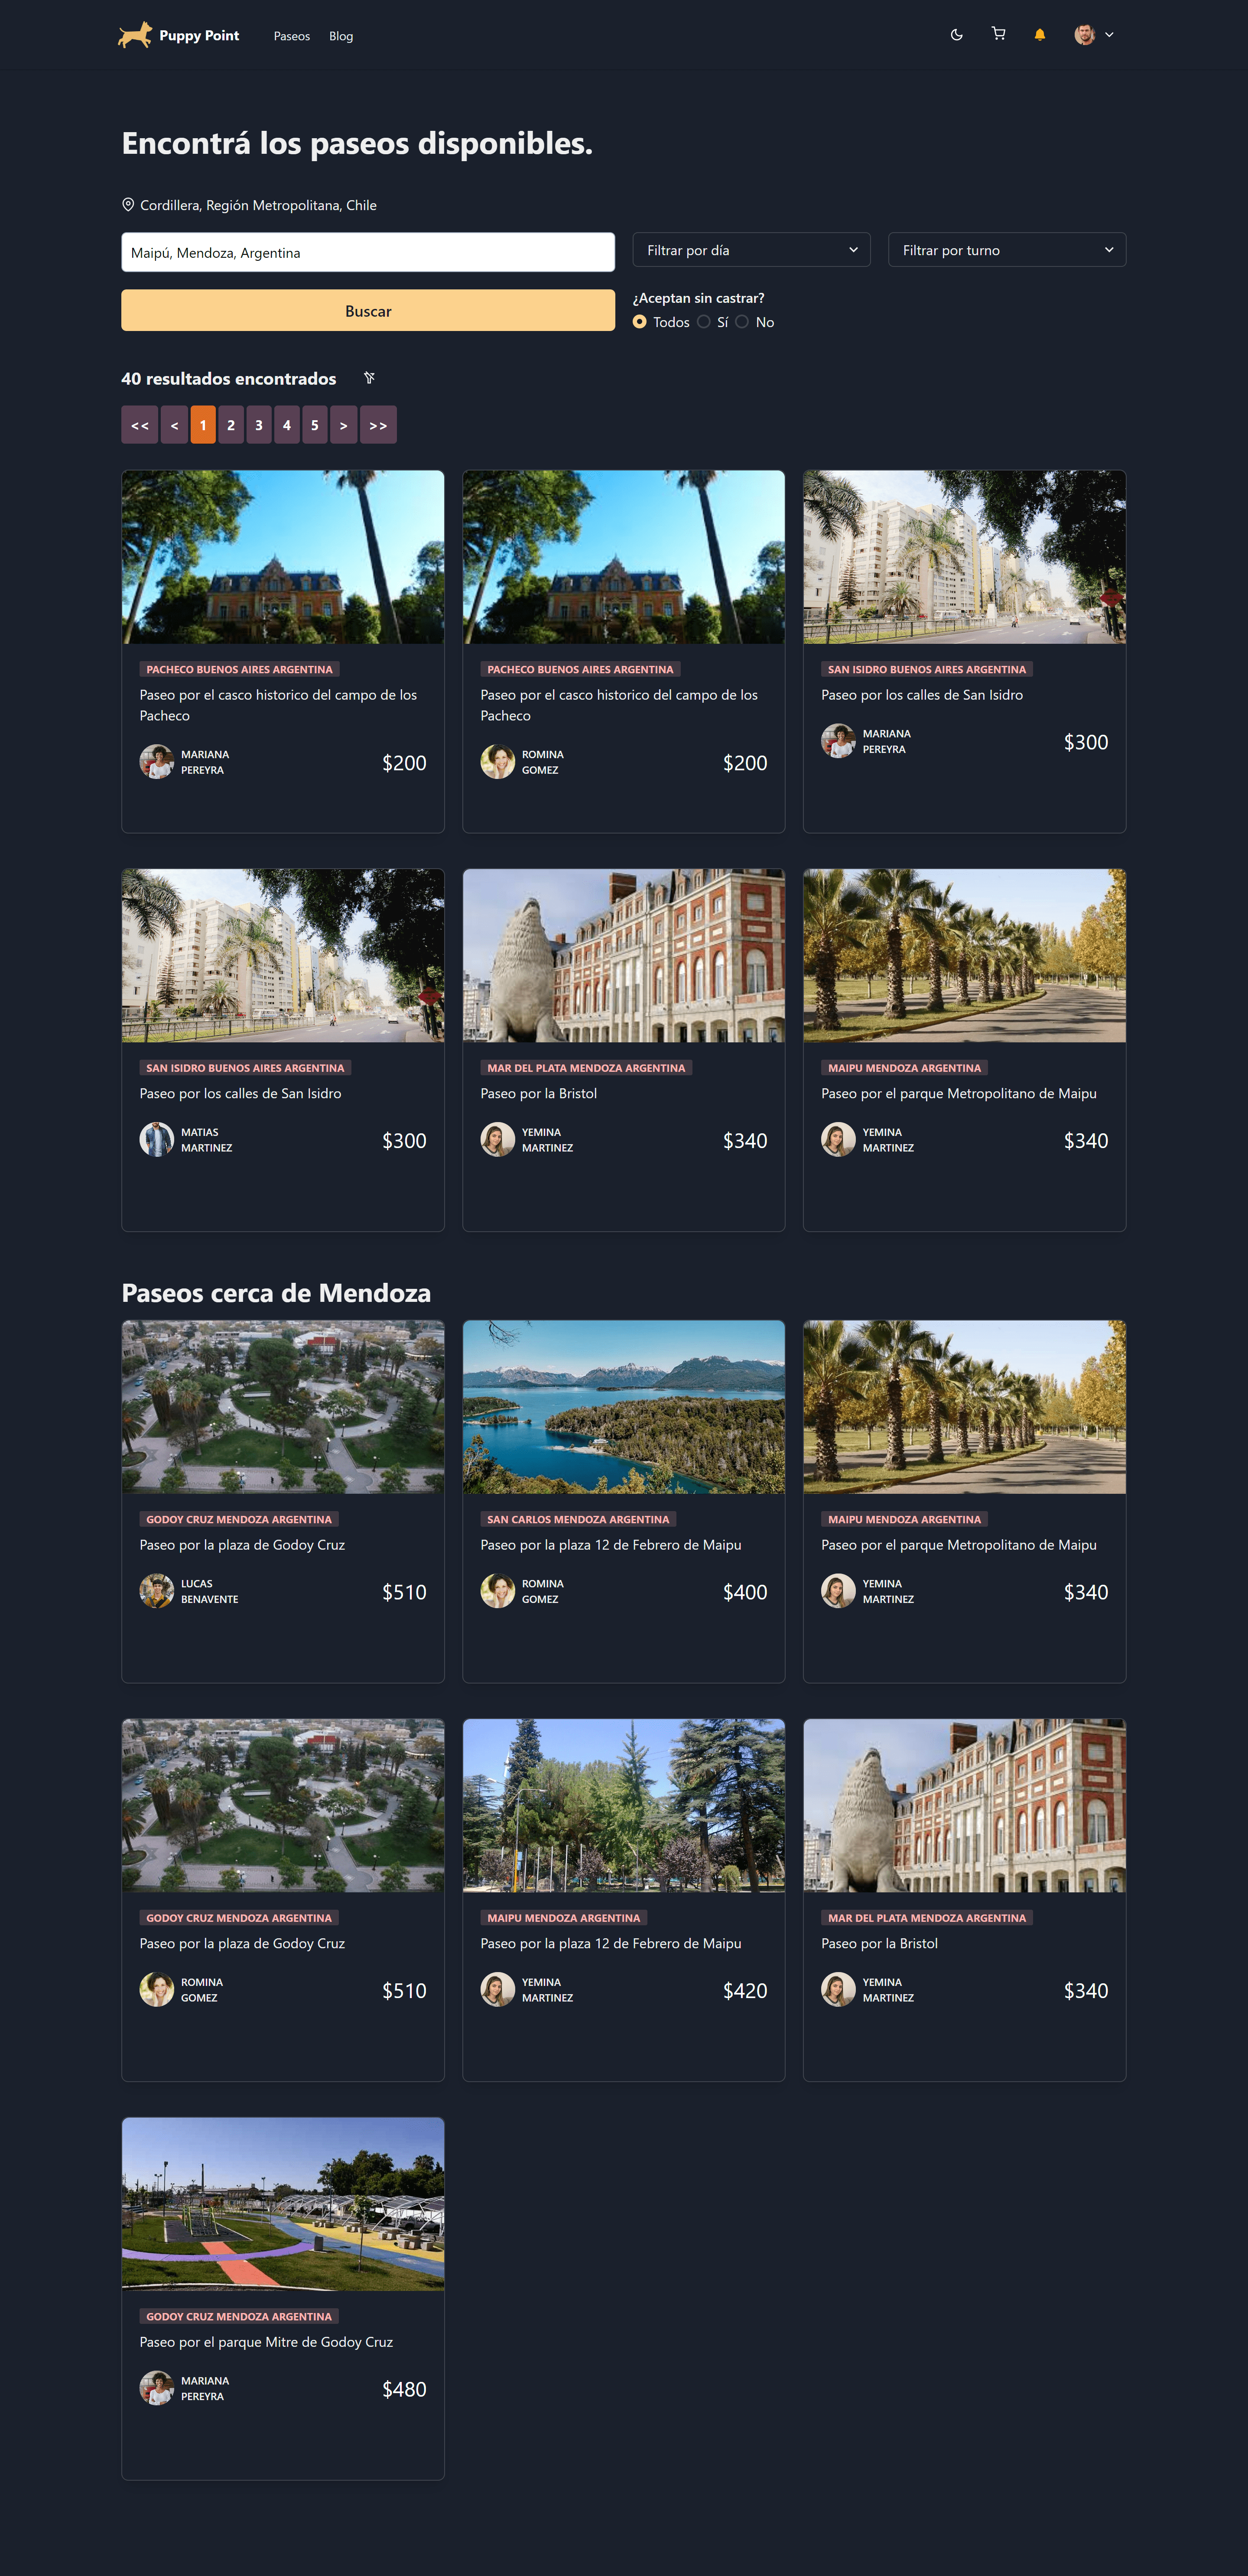 Puppy Point
Paseos
Blog
Encontrá los paseos disponibles.
Cordillera, Región Metropolitana, Chile
Maipú, Mendoza, Argentina
Filtrar por día
Filtrar por turno
Buscar
¿Aceptan sin castrar?
Todos
Sí
No
40 resultados encontrados
<< < 1 2 3 4 5 > >>
PACHECO BUENOS AIRES ARGENTINA
Paseo por el casco historico del campo de los
Pacheco
MARIANA
PEREYRA
$200
PACHECO BUENOS AIRES ARGENTINA
Paseo por el casco historico del campo de los
Pacheco
ROMINA
GOMEZ
$200
SAN ISIDRO BUENOS AIRES ARGENTINA
Paseo por los calles de San Isidro
MARIANA
PEREYRA
$300
SAN ISIDRO BUENOS AIRES ARGENTINA
Paseo por los calles de San Isidro
MATIAS
MARTINEZ
$300
MAR DEL PLATA MENDOZA ARGENTINA
Paseo por la Bristol
YEMINA
MARTINEZ
$340
MAIPU MENDOZA ARGENTINA
Paseo por el parque Metropolitano de Maipu
YEMINA
MARTINEZ
$340
Paseos cerca de Mendoza
GODOY CRUZ MENDOZA ARGENTINA
Paseo por la plaza de Godoy Cruz
LUCAS
BENAVENTE
$510
SAN CARLOS MENDOZA ARGENTINA
Paseo por la plaza 12 de Febrero de Maipu
ROMINA
GOMEZ
$400
MAIPU MENDOZA ARGENTINA
Paseo por el parque Metropolitano de Maipu
YEMINA
MARTINEZ
$340
GODOY CRUZ MENDOZA ARGENTINA
Paseo por la plaza de Godoy Cruz
ROMINA
GOMEZ
$510
MAIPU MENDOZA ARGENTINA
Paseo por la plaza 12 de Febrero de Maipu
YEMINA
MARTINEZ
$420
MAR DEL PLATA MENDOZA ARGENTINA
Paseo por la Bristol
YEMINA
MARTINEZ
$340
GODOY CRUZ MENDOZA ARGENTINA
Paseo por el parque Mitre de Godoy Cruz
MARIANA
PEREYRA
$480